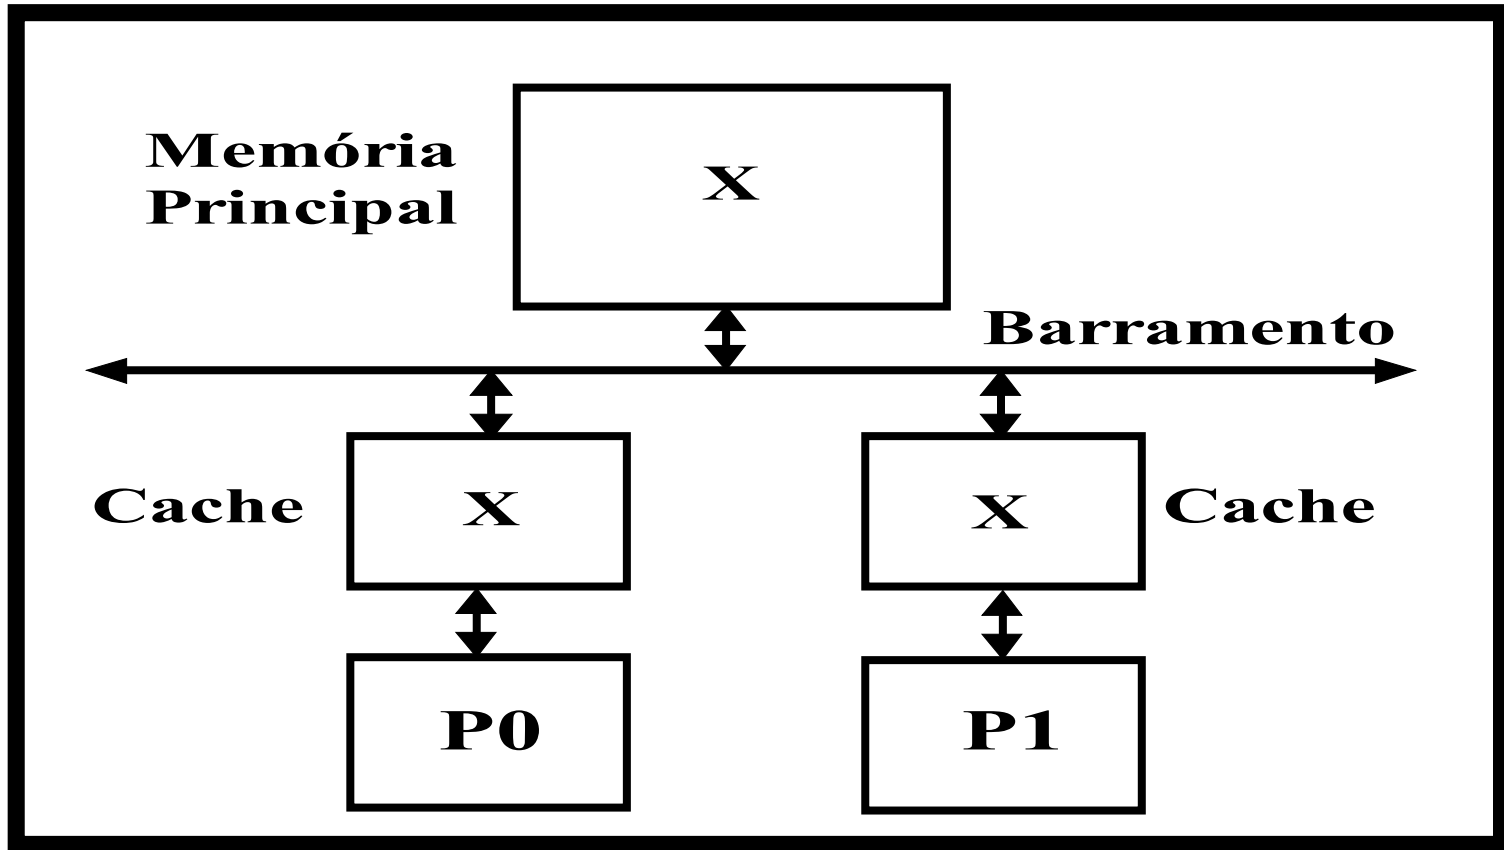 Memória
Principal
X
Barramento
Cache
X
X
Cache
P0
P1